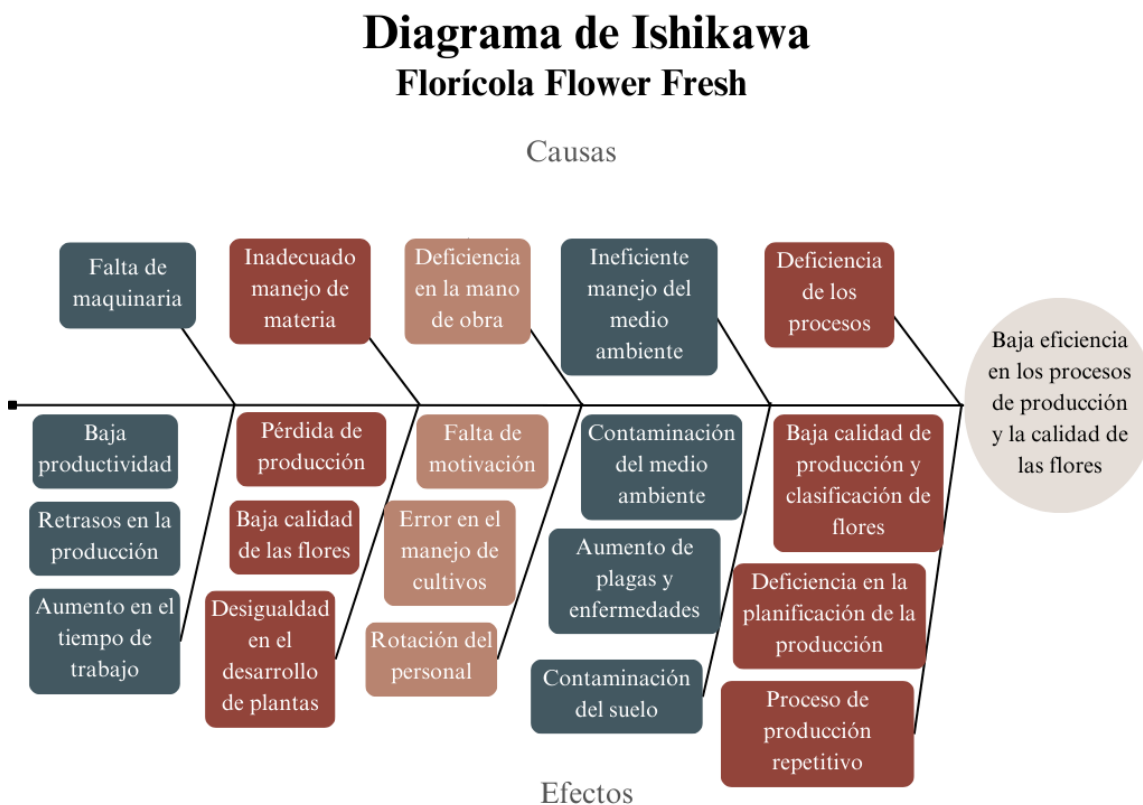 Diagrama de Ishikawa
Florícola Flower Fresh
Causas
Falta de
maquinaria
Inadecuado
manejo de
materia
Deficiencia
en la mano
de obra
Ineficiente
manejo del
medio
ambiente
Deficiencia
de los
procesos
Baja eficiencia
en los procesos
de producción
y la calidad de
las flores
Baja
productividad
Retrasos en la
producción
Aumento en el
tiempo de
trabajo
Pérdida de
producción
Baja calidad
de las flores
Desigualdad
en el
desarrollo
de plantas
Falta de
motivación
Error en el
manejo de
cultivos
Rotación del
personal
Contaminación
del medio
ambiente
Aumento de
plagas y
enfermedades
Contaminación
del suelo
Baja calidad de
producción y
clasificación de
flores
Deficiencia en la
planificación de la
producción
Proceso de
producción
repetitivo
Efectos